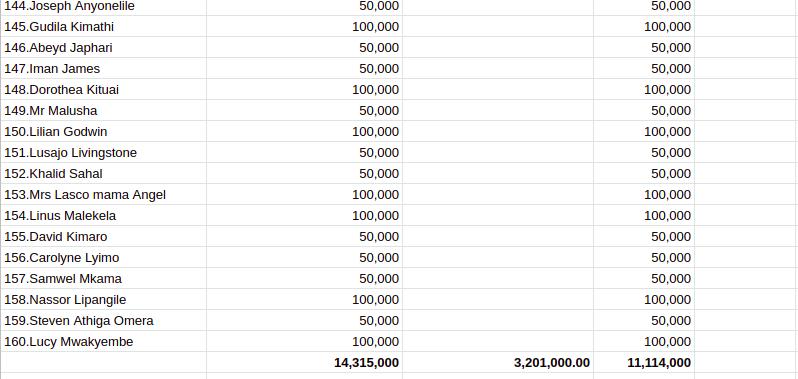 144.Joseph Anyonelile 50,000 50,000
145.Gudila Kimathi 100,000 100,000
146.Abeyd Japhari 50,000 50,000
147.Iman James 50,000 50,000
148.Dorothea Kituai 100,000 100,000
149.Mr Malusha 50,000 50,000
150.Lilian Godwin 100,000 100,000
151.Lusajo Livingstone 50,000 50,000
152.Khalid Sahal 50,000 50,000
153.Mrs Lasco mama Angel 100,000 100,000
154.Linus Malekela 100,000 100,000
155.David Kimaro 50,000 50,000
156.Carolyne Lyimo 50,000 50,000
157.Samwel Mkama 50,000 50,000
158.Nassor Lipangile 100,000 100,000
159.Steven Athiga Omera 50,000 50,000
160.Lucy Mwakyembe 100,000 100,000
14,315,000 3,201,000.00 11,114,000